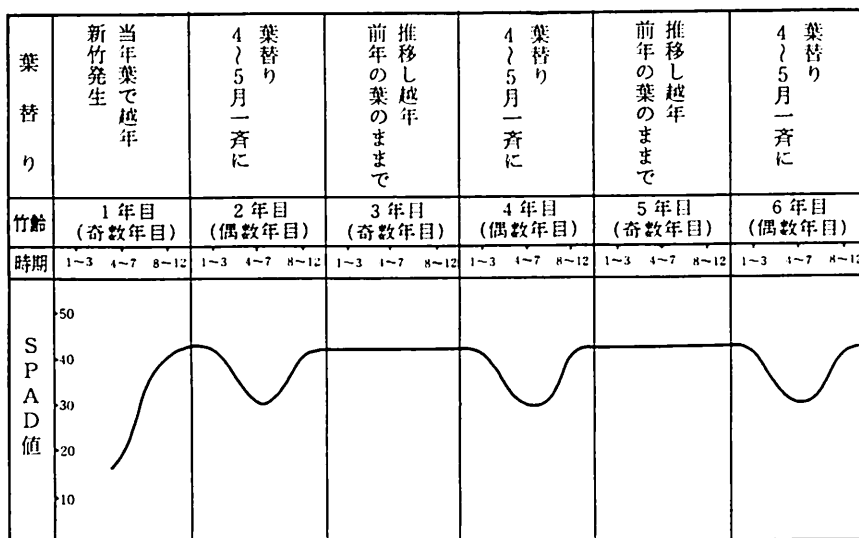 葉替り
新竹発生
当年葉で越年
4~5月一斉に
葉替り
前年の葉のままで
推移し越年
4~5月一斉に
葉替り
前年の葉のままで
推移し越年
4~5月一斉に
葉替り
竹齢
1年目
(奇数年目)
2年目
(偶数年目)
3年目
(奇数年目)
4年目
(偶数年目)
5年目
(奇数年目)
6年目
(偶数年目)
時期
1~3 4~7 8~12
1~3 4~7 8~12
1~3 4~7 8~12
1~3 4~7 8~12
1~3 4~7 8~12
1~3 4~7 8~12
SPAD値
50
40
30
20
10